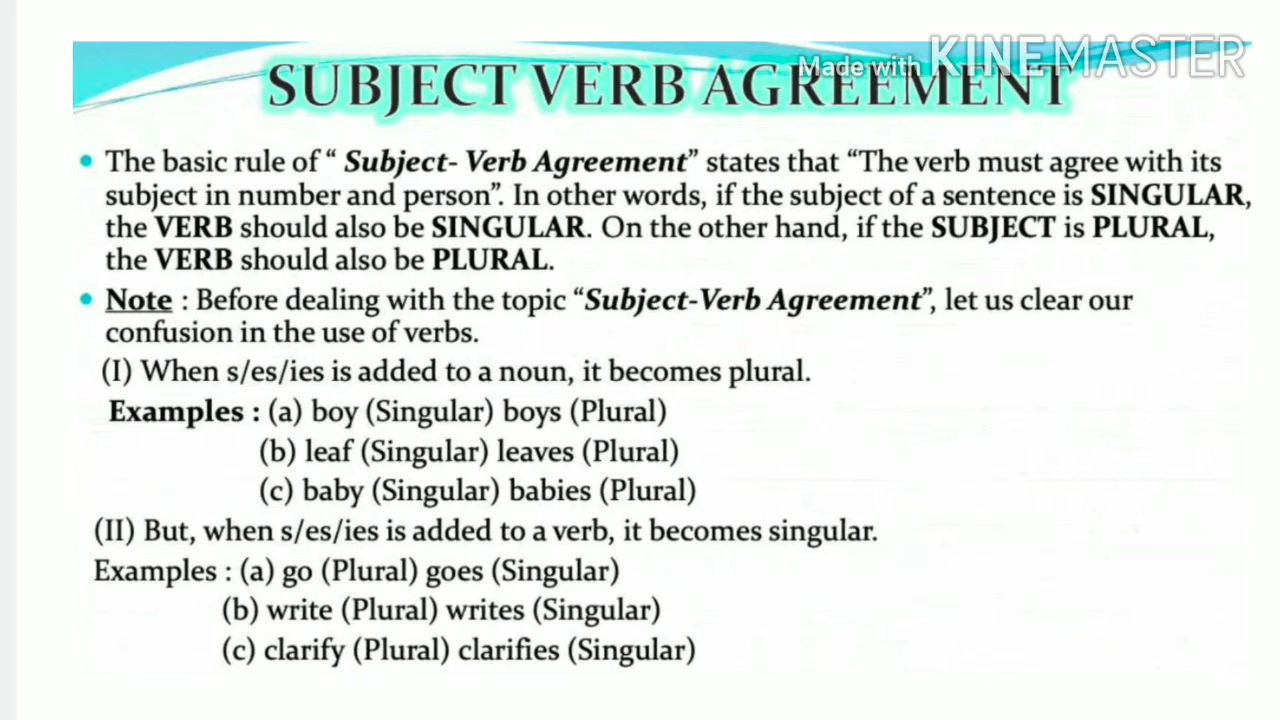 Made with KINEMASTER
SUBJECT VERB AGREEMENT
• The basic rule of “ Subject- Verb Agreement” states that “The verb must agree with its
subject in number and person”. In other words, if the subject of a sentence is SINGULAR,
the VERB should also be SINGULAR. On the other hand, if the SUBJECT is PLURAL,
the VERB should also be PLURAL.
• Note : Before dealing with the topic “Subject-Verb Agreement”, let us clear our
confusion in the use of verbs.
(I) When s/es/ies is added to a noun, it becomes plural.
Examples : (a) boy (Singular) boys (Plural)
(b) leaf (Singular) leaves (Plural)
(c) baby (Singular) babies (Plural)
(II) But, when s/es/ies is added to a verb, it becomes singular.
Examples : (a) go (Plural) goes (Singular)
(b) write (Plural) writes (Singular)
(c) clarify (Plural) clarifies (Singular)